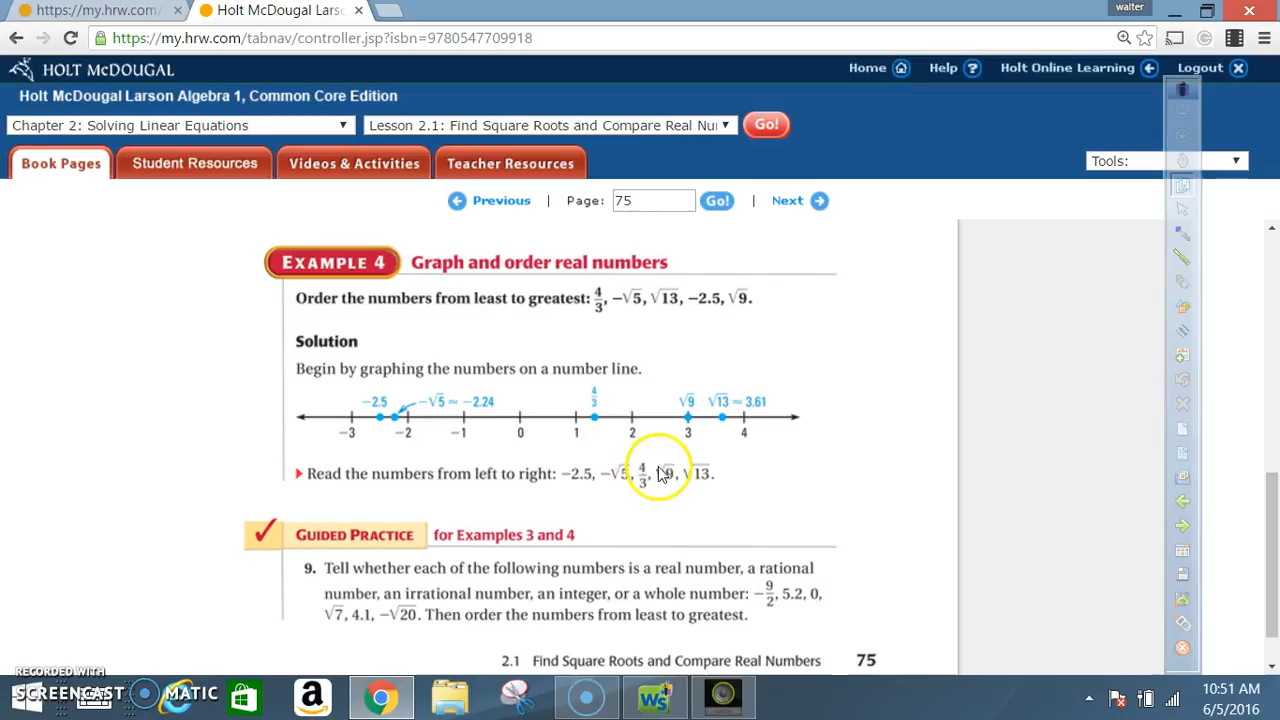 https://my.hrw.com/
Holt McDougal Lars
walter
https://my.hrw.com/tabnav/controller.jsp?isbn=9780547709918
HOLT McDOUGAL
Home
Help ?
Holt Online Learning
Logout
Holt McDougal Larson Algebra 1, Common Core Edition
Chapter 2: Solving Linear Equations
Lesson 2.1: Find Square Roots and Compare Real Nu
Go!
Book Pages
Student Resources
Videos & Activities
Teacher Resources
Tools:
Previous | Page: 75 Go! | Next
EXAMPLE 4 Graph and order real numbers
Order the numbers from least to greatest: 4/3, −√5, √13, −2.5, √9.
Solution
Begin by graphing the numbers on a number line.
−2.5 −√5 ≈ −2.24 4/3 √9 √13 ≈ 3.61
−3 −2 −1 0 1 2 3 4
Read the numbers from left to right: −2.5, −√5, 4/3, √9, √13.
GUIDED PRACTICE for Examples 3 and 4
9. Tell whether each of the following numbers is a real number, a rational
number, an irrational number, an integer, or a whole number: −9/2, 5.2, 0,
√7, 4.1, −√20. Then order the numbers from least to greatest.
2.1 Find Square Roots and Compare Real Numbers 75
RECORDED WITH
SCREENCAST MATIC
WS
10:51 AM
6/5/2016